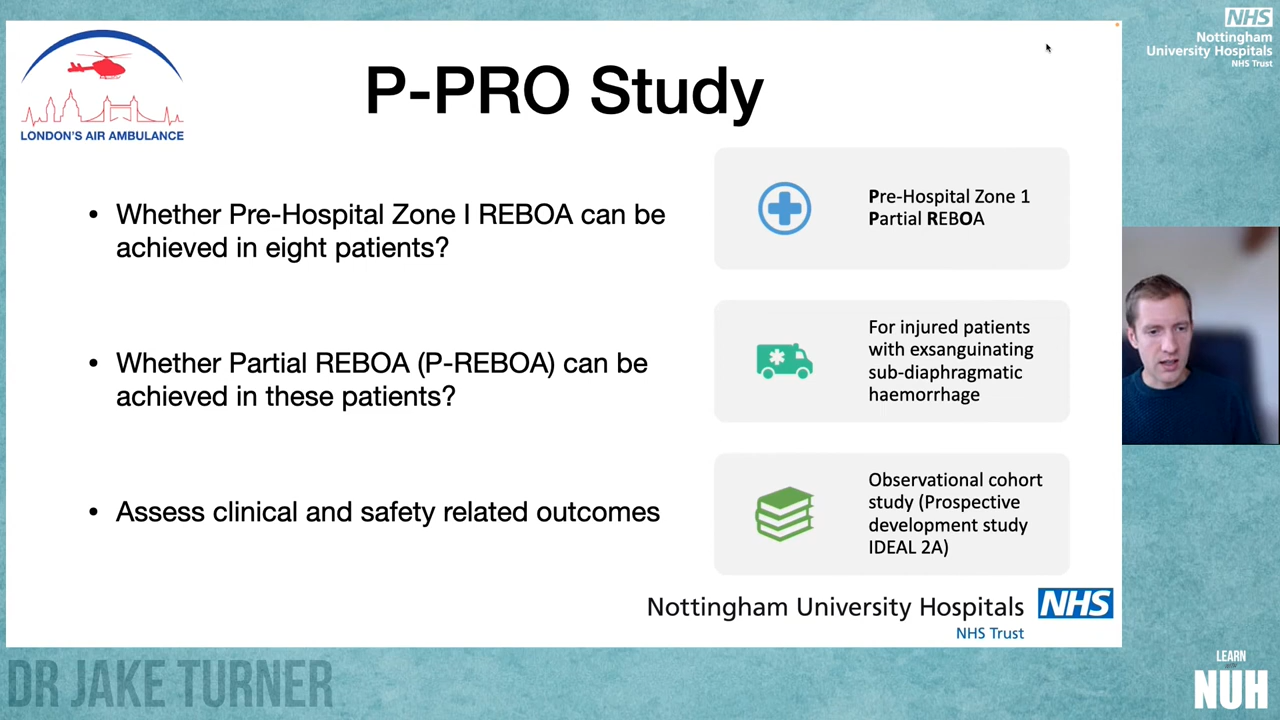 NHS
Nottingham
University Hospitals
NHS Trust
LONDON'S AIR AMBULANCE
P-PRO Study
• Whether Pre-Hospital Zone I REBOA can be
achieved in eight patients?
• Whether Partial REBOA (P-REBOA) can be
achieved in these patients?
• Assess clinical and safety related outcomes
Pre-Hospital Zone 1
Partial REBOA
For injured patients
with exsanguinating
sub-diaphragmatic
haemorrhage
Observational cohort
study (Prospective
development study
IDEAL 2A)
Nottingham University Hospitals NHS
NHS Trust
DR JAKE TURNER
LEARN
NUH